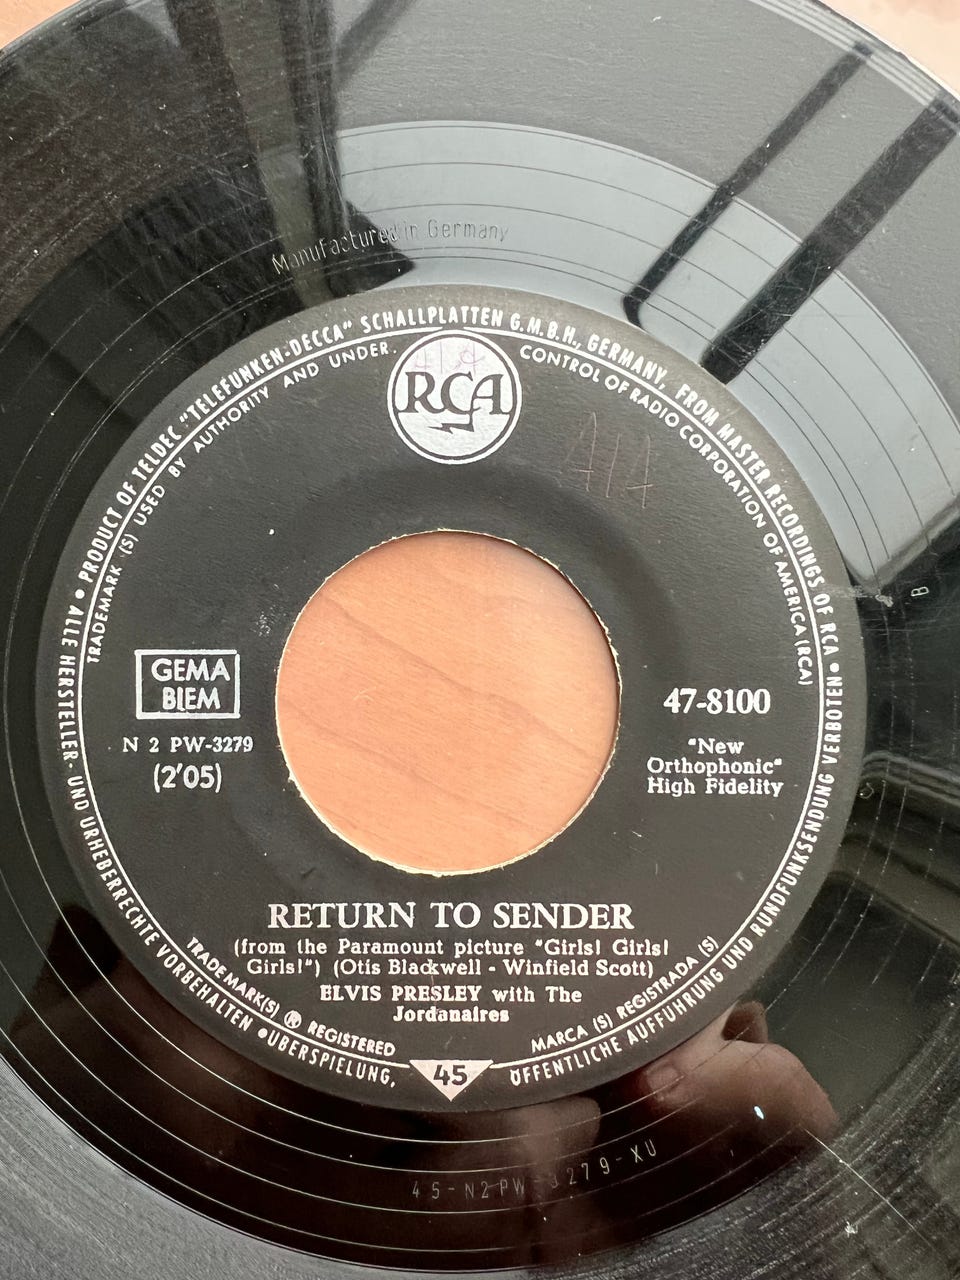 Manufactured in Germany
• PRODUCT OF TELDEC "TELEFUNKEN-DECCA" SCHALLPLATTEN G.M.B.H., GERMANY, FROM MASTER RECORDINGS OF RCA •
TRADEMARK (S) USED BY AUTHORITY AND UNDER CONTROL OF RADIO CORPORATION OF AMERICA (RCA)
RCA
414
B
GEMA
BIEM
N 2 PW-3279
(2'05)
47-8100
"New
Orthophonic"
High Fidelity
RETURN TO SENDER
(from the Paramount picture "Girls! Girls!
Girls!") (Otis Blackwell - Winfield Scott)
ELVIS PRESLEY with The
Jordanaires
TRADEMARK(S) ® REGISTERED
MARCA (S) REGISTRADA (S)
45
ALLE HERSTELLER- UND URHEBERRECHTE VORBEHALTEN • UBERSPIELUNG, ÖFFENTLICHE AUFFÜHRUNG UND RUNDFUNKSENDUNG VERBOTEN
45-N2PW-3279-XU